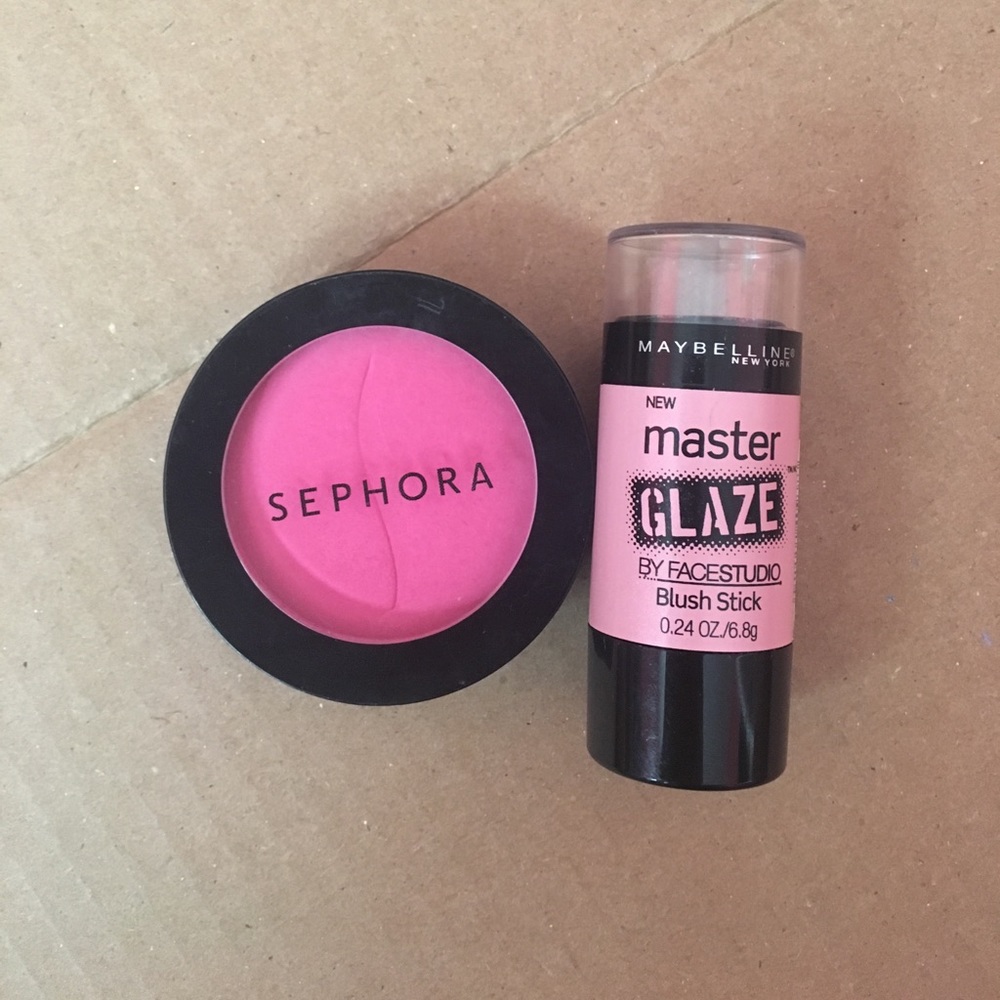 SEPHORA
MAYBELLINE®
NEW YORK
NEW
master
GLAZE
BY FACESTUDIO
Blush Stick
0.24 OZ./6.8g